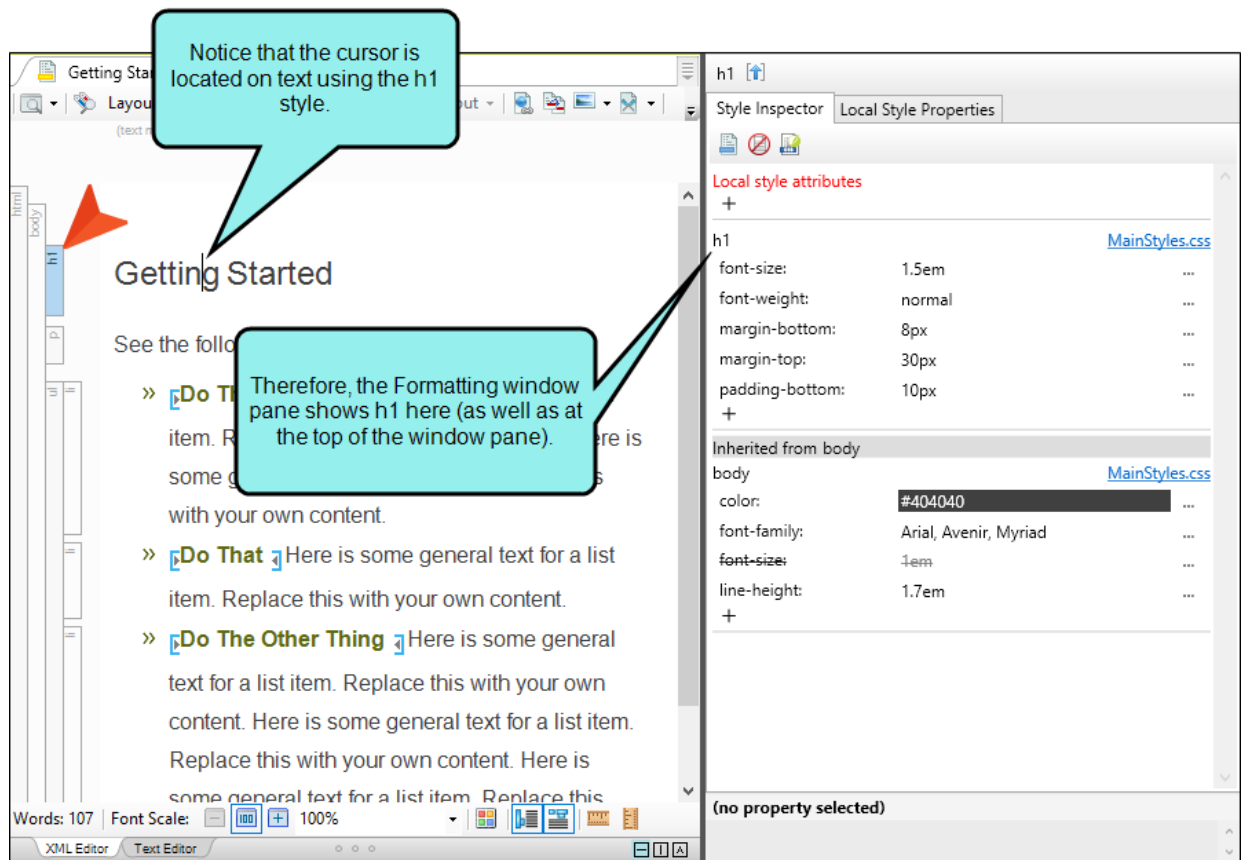 Notice that the cursor is
located on text using the h1
style.
Getting Sta
Layou
out
(text
html
body
h1
p
ul
li
li
li
Getting Started
See the follo
Therefore, the Formatting window
pane shows h1 here (as well as at
the top of the window pane).
» Do Th
item. R
ere is
some g
s
with your own content.
» Do That Here is some general text for a list
item. Replace this with your own content.
» Do The Other Thing Here is some general
text for a list item. Replace this with your own
content. Here is some general text for a list item.
Replace this with your own content. Here is
some general text for a list item. Replace this
Words: 107 Font Scale: 100%
XML Editor Text Editor
h1
Style Inspector Local Style Properties
Local style attributes
+
h1 MainStyles.css
font-size: 1.5em ...
font-weight: normal ...
margin-bottom: 8px ...
margin-top: 30px ...
padding-bottom: 10px ...
+
Inherited from body
body MainStyles.css
color: #404040 ...
font-family: Arial, Avenir, Myriad ...
font-size: 1em ...
line-height: 1.7em ...
+
(no property selected)